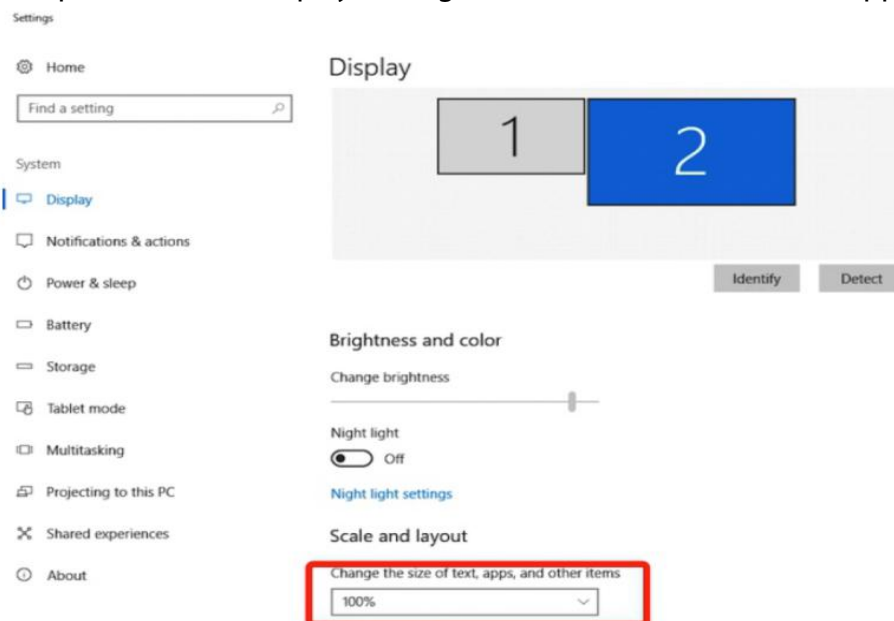 Settings
Home
Find a setting
System
Display
Notifications & actions
Power & sleep
Battery
Storage
Tablet mode
Multitasking
Projecting to this PC
Shared experiences
About
Display
1
2
Identify Detect
Brightness and color
Change brightness
Night light
Off
Night light settings
Scale and layout
Change the size of text, apps, and other items
100%